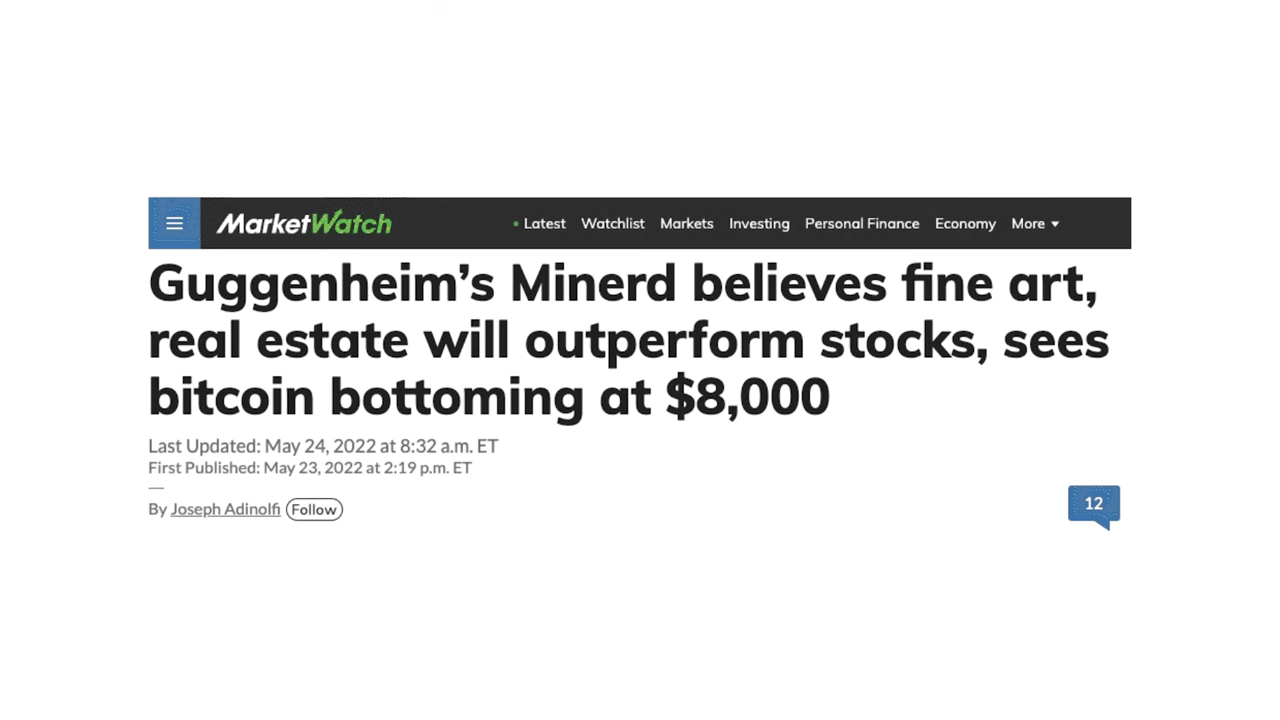 MarketWatch
Latest Watchlist Markets Investing Personal Finance Economy More
Guggenheim’s Minerd believes fine art,
real estate will outperform stocks, sees
bitcoin bottoming at $8,000
Last Updated: May 24, 2022 at 8:32 a.m. ET
First Published: May 23, 2022 at 2:19 p.m. ET
By Joseph Adinolfi Follow
12